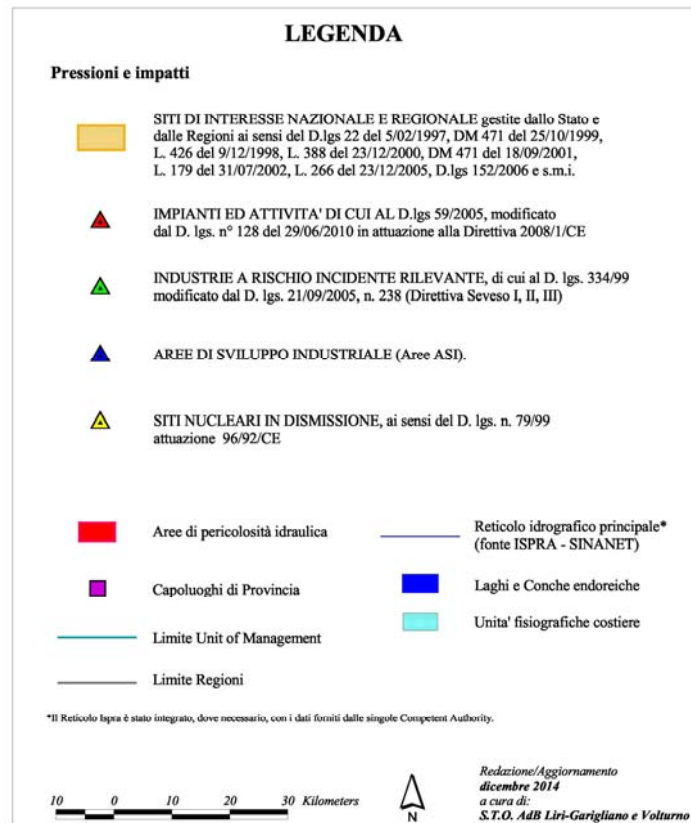 LEGENDA
Pressioni e impatti
SITI DI INTERESSE NAZIONALE E REGIONALE gestite dallo Stato e
dalle Regioni ai sensi del D.lgs 22 del 5/02/1997, DM 471 del 25/10/1999,
L. 426 del 9/12/1998, L. 388 del 23/12/2000, DM 471 del 18/09/2001,
L. 179 del 31/07/2002, L. 266 del 23/12/2005, D.lgs 152/2006 e s.m.i.
IMPIANTI ED ATTIVITA' DI CUI AL D.lgs 59/2005, modificato
dal D. lgs. n° 128 del 29/06/2010 in attuazione alla Direttiva 2008/1/CE
INDUSTRIE A RISCHIO INCIDENTE RILEVANTE, di cui al D. lgs. 334/99
modificato dal D. lgs. 21/09/2005, n. 238 (Direttiva Seveso I, II, III)
AREE DI SVILUPPO INDUSTRIALE (Aree ASI).
SITI NUCLEARI IN DISMISSIONE, ai sensi del D. lgs. n. 79/99
attuazione 96/92/CE
Aree di pericolosità idraulica
Capoluoghi di Provincia
Limite Unit of Management
Limite Regioni
Reticolo idrografico principale*
(fonte ISPRA - SINANET)
Laghi e Conche endoreiche
Unita' fisiografiche costiere
*Il Reticolo Ispra è stato integrato, dove necessario, con i dati forniti dalle singole Competent Authority.
10 0 10 20 30 Kilometers
N
Redazione/Aggiornamento
dicembre 2014
a cura di:
S.T.O. AdB Liri-Garigliano e Volturno